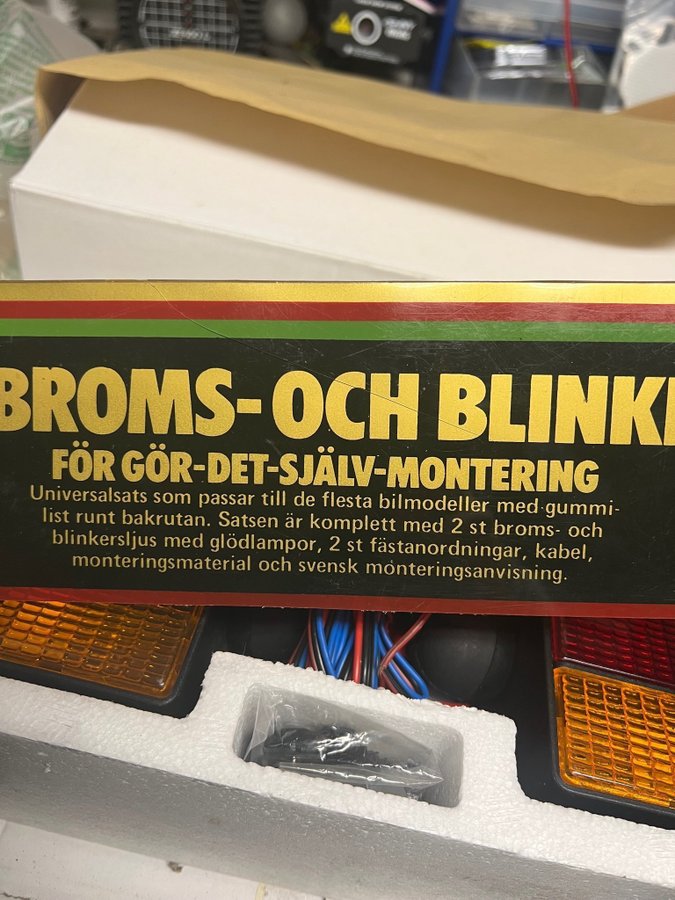 BROMS- OCH BLINK
FÖR GÖR-DET-SJÄLV-MONTERING
Universalsats som passar till de flesta bilmodeller med gummi-
list runt bakrutan. Satsen är komplett med 2 st broms- och
blinkersljus med glödlampor, 2 st fästanordningar, kabel,
monteringsmaterial och svensk monteringsanvisning.